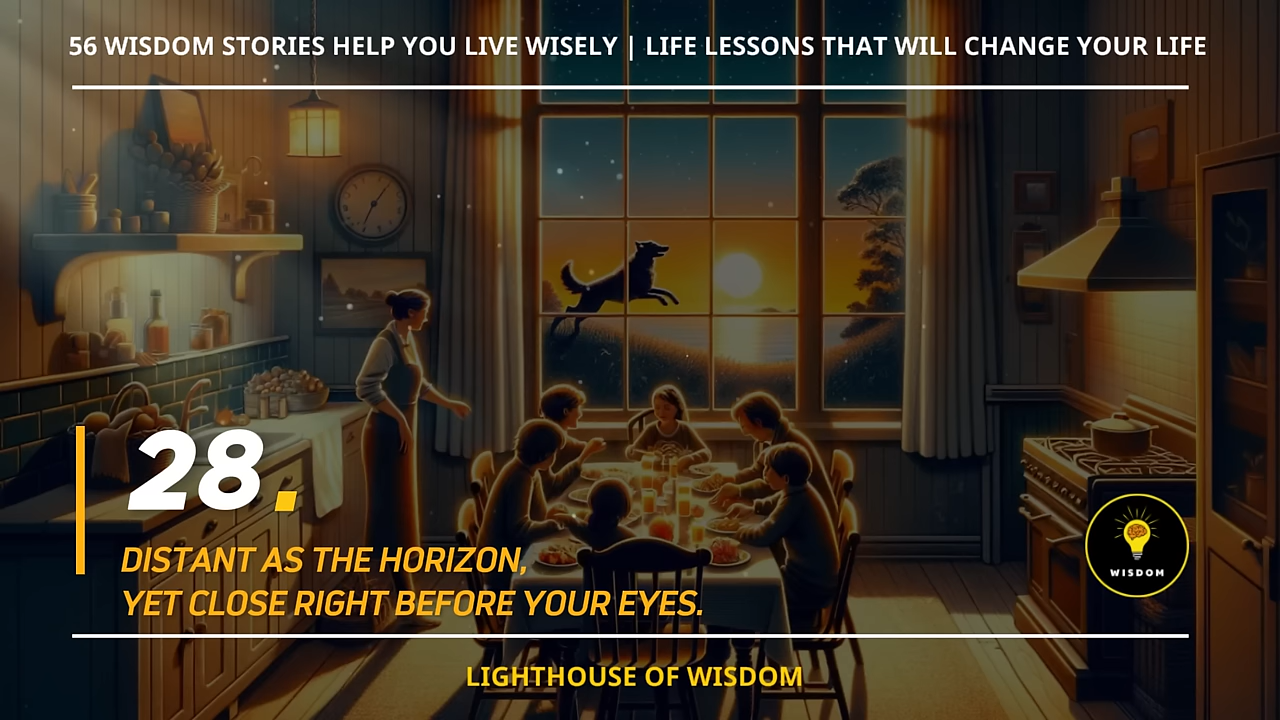 56 WISDOM STORIES HELP YOU LIVE WISELY | LIFE LESSONS THAT WILL CHANGE YOUR LIFE
28.
DISTANT AS THE HORIZON,
YET CLOSE RIGHT BEFORE YOUR EYES.
WISDOM
LIGHTHOUSE OF WISDOM